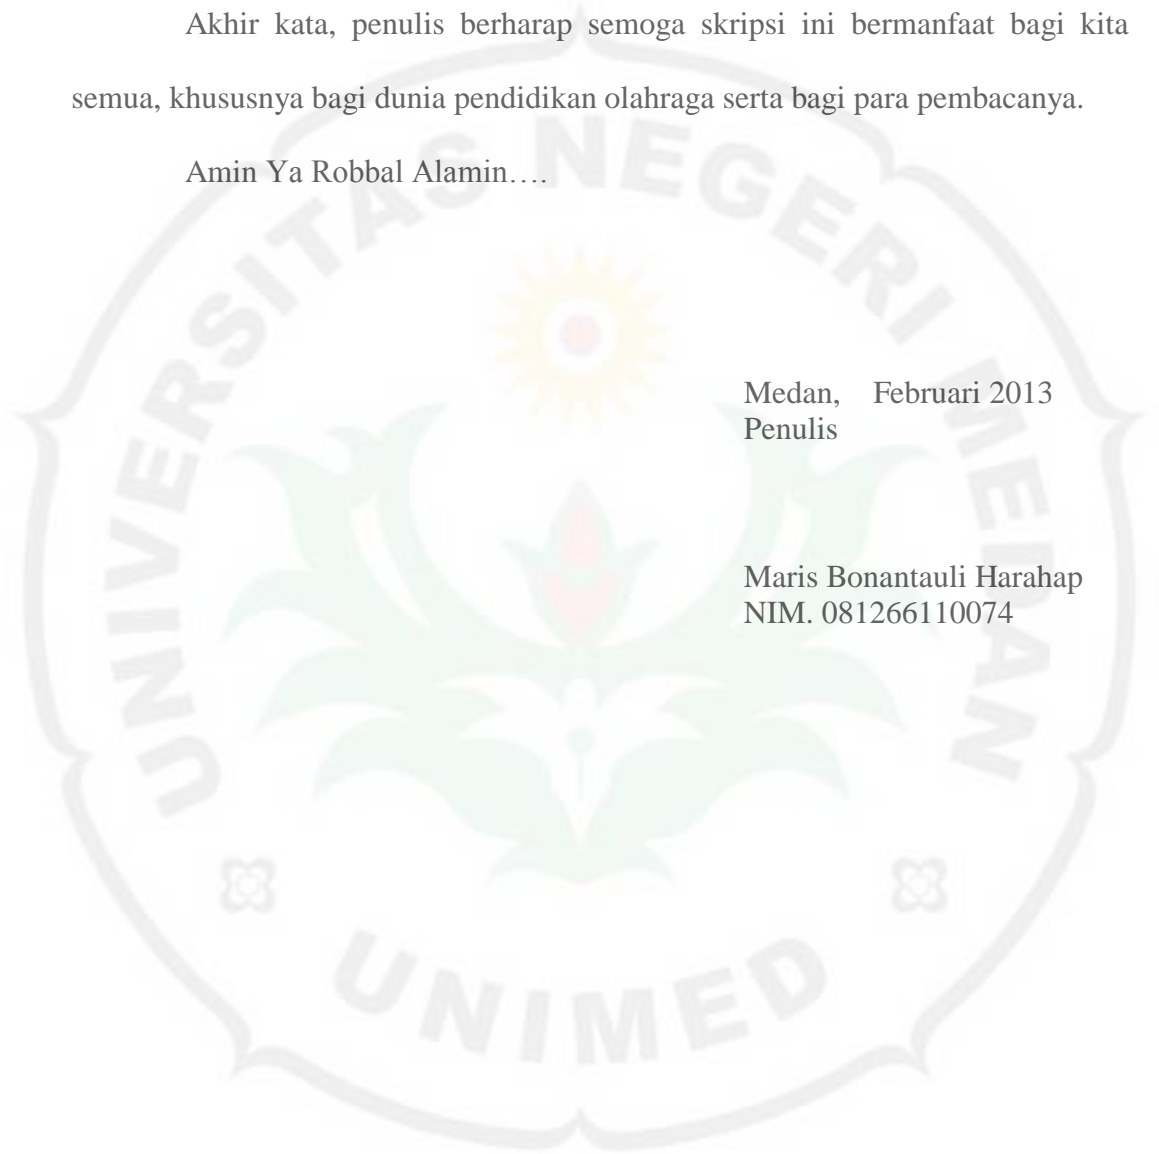 Akhir kata, penulis berharap semoga skripsi ini bermanfaat bagi kita
semua, khususnya bagi dunia pendidikan olahraga serta bagi para pembacanya.
Amin Ya Robbal Alamin….
Medan, Februari 2013
Penulis
Maris Bonantauli Harahap
NIM. 081266110074
UNIVERSITAS NEGERI MEDAN
UNIMED